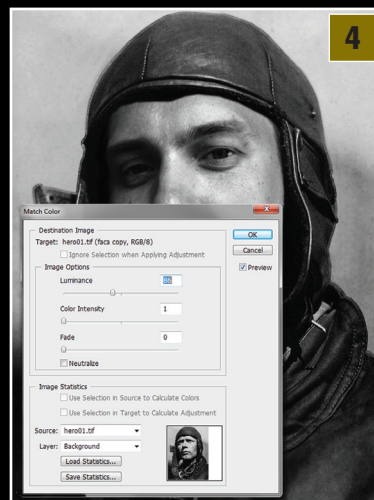 4
Match Color
Destination Image
Target: hero01.tif (faca copy, RGB/8)
Ignore Selection when Applying Adjustment
Image Options
Luminance 86
Color Intensity 1
Fade 0
Neutralize
OK
Cancel
Preview
Image Statistics
Use Selection in Source to Calculate Colors
Use Selection in Target to Calculate Adjustment
Source: hero01.tif
Layer: Background
Load Statistics...
Save Statistics...